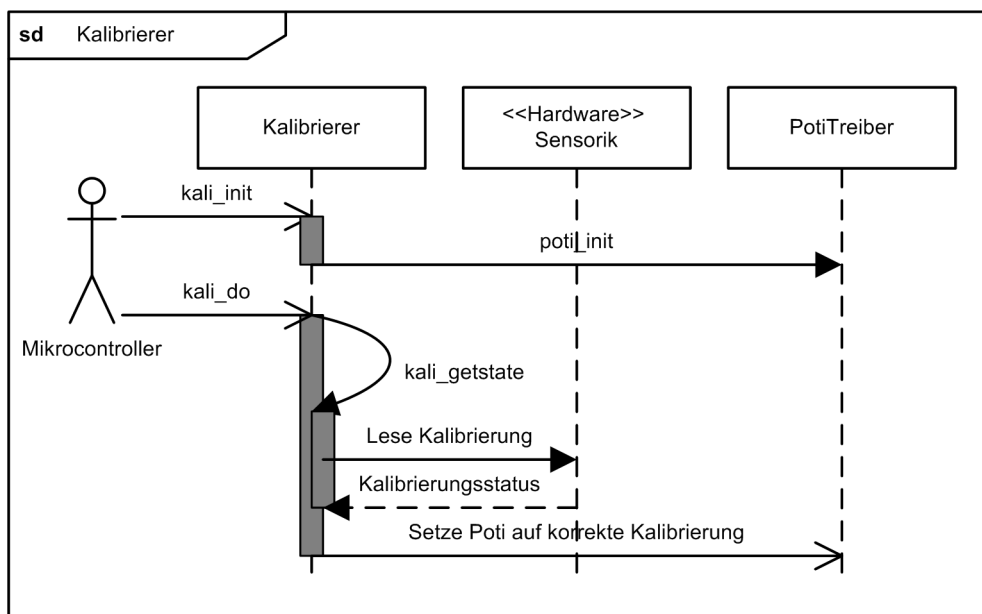 sd Kalibrierer
Kalibrierer
<<Hardware>>
Sensorik
PotiTreiber
kali_init
poti_init
kali_do
Mikrocontroller
kali_getstate
Lese Kalibrierung
Kalibrierungsstatus
Setze Poti auf korrekte Kalibrierung